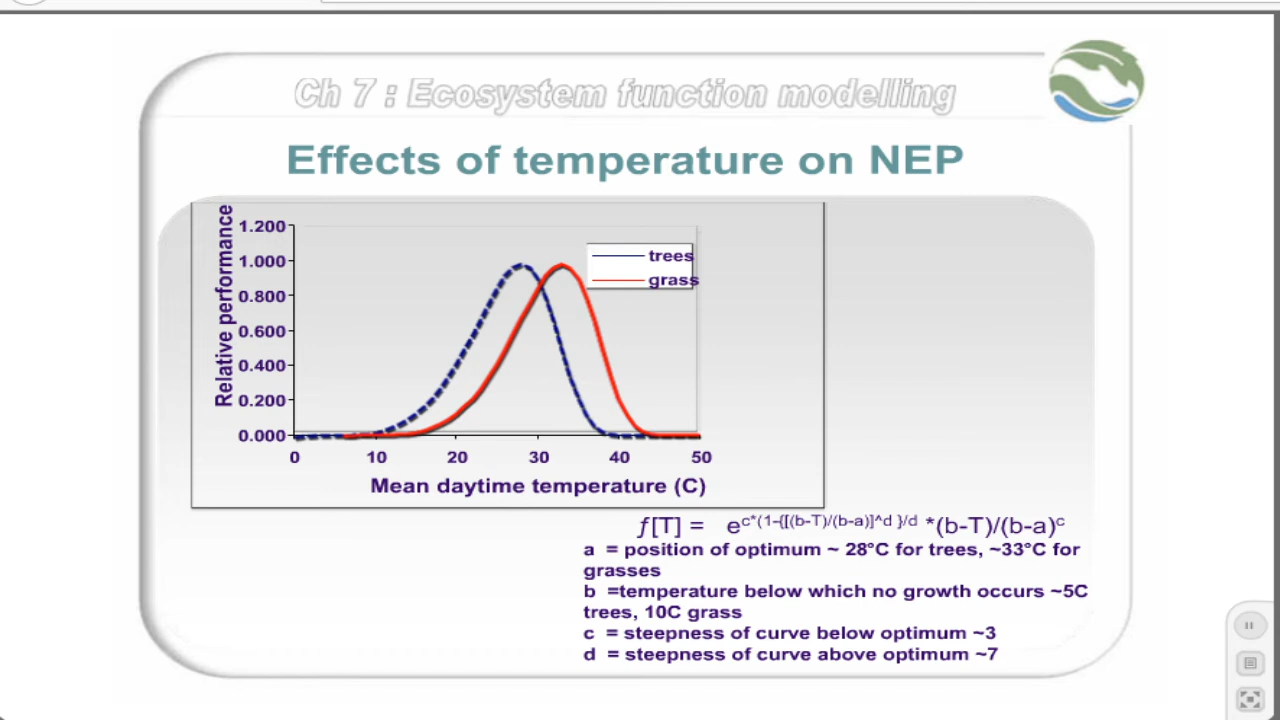 Ch 7 : Ecosystem function modelling
Effects of temperature on NEP
Relative performance
1.200
1.000
0.800
0.600
0.400
0.200
0.000
trees
grass
0 10 20 30 40 50
Mean daytime temperature (C)
ƒ[T] = e^c*(1-{[(b-T)/(b-a)]^d }/d *(b-T)/(b-a)^c
a = position of optimum ~ 28°C for trees, ~33°C for
grasses
b =temperature below which no growth occurs ~5C
trees, 10C grass
c = steepness of curve below optimum ~3
d = steepness of curve above optimum ~7